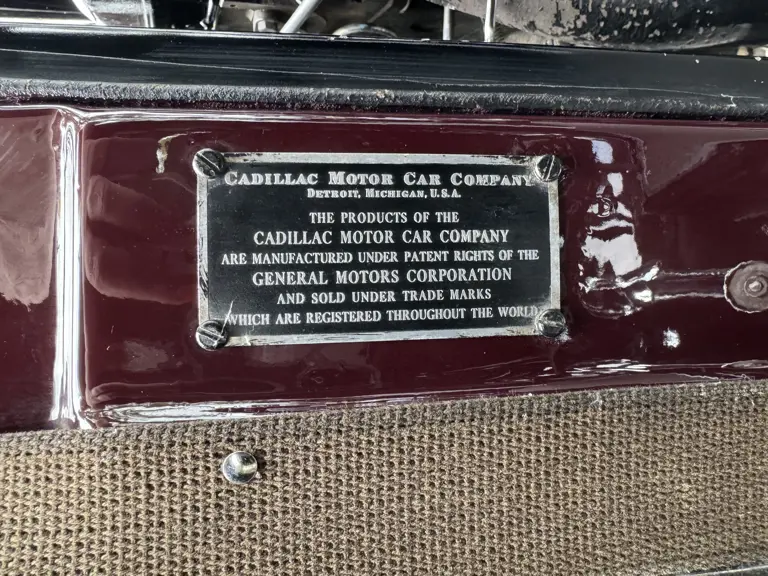 CADILLAC MOTOR CAR COMPANY
DETROIT, MICHIGAN, U.S.A.
THE PRODUCTS OF THE
CADILLAC MOTOR CAR COMPANY
ARE MANUFACTURED UNDER PATENT RIGHTS OF THE
GENERAL MOTORS CORPORATION
AND SOLD UNDER TRADE MARKS
WHICH ARE REGISTERED THROUGHOUT THE WORLD